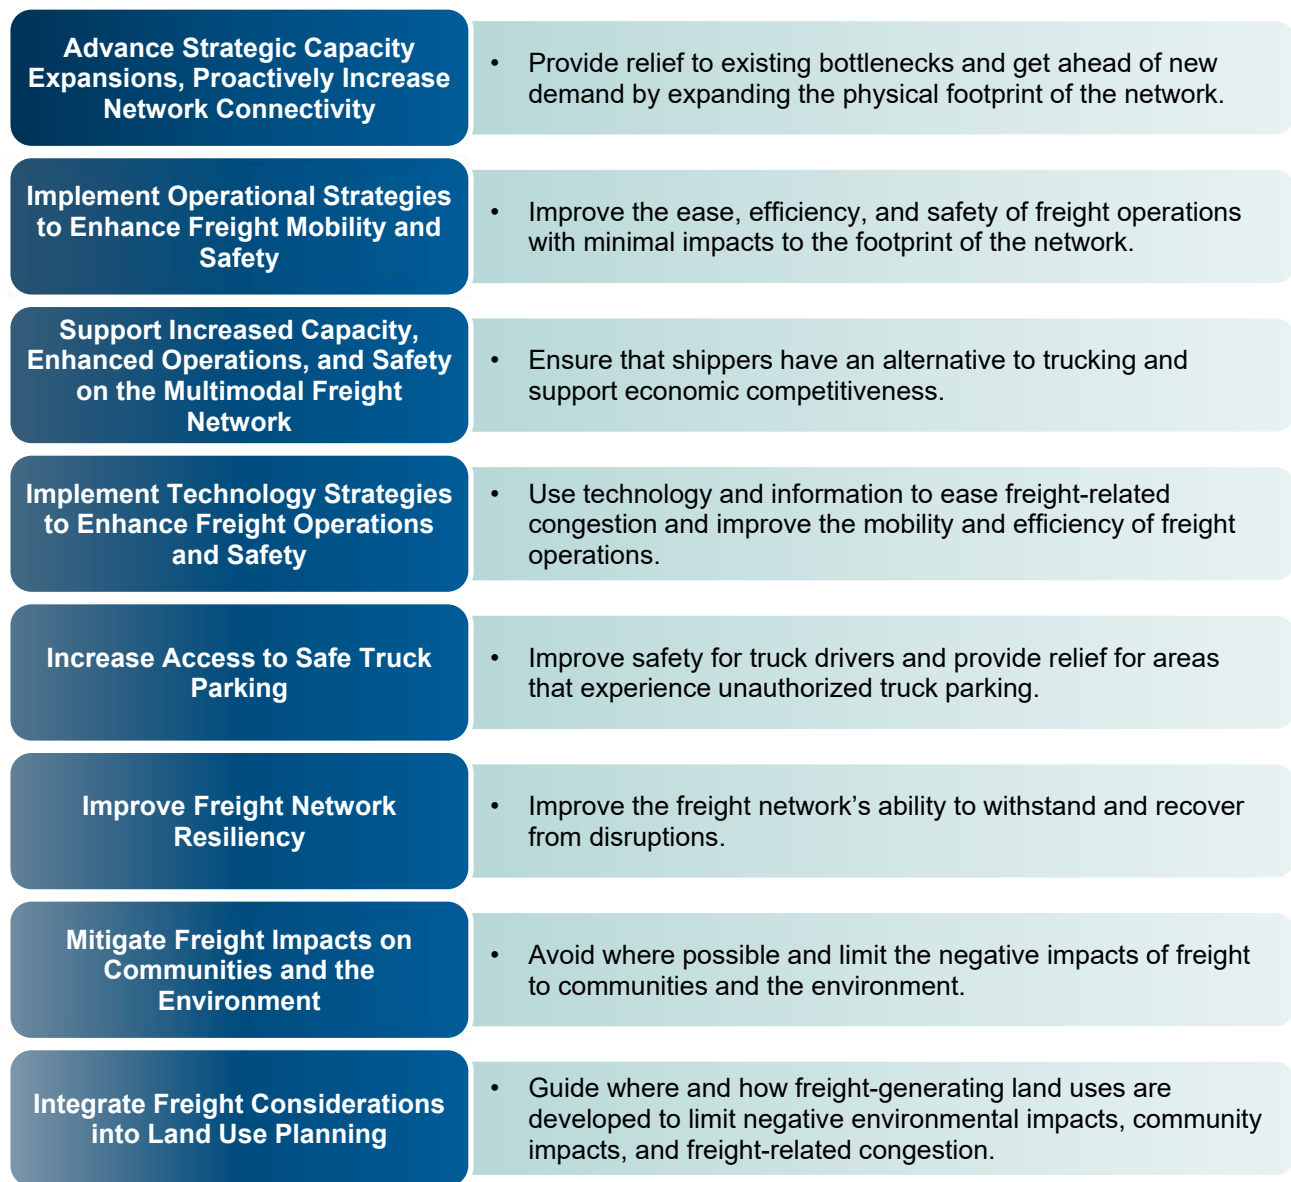 Advance Strategic Capacity
Expansions, Proactively Increase
Network Connectivity
• Provide relief to existing bottlenecks and get ahead of new
demand by expanding the physical footprint of the network.
Implement Operational Strategies
to Enhance Freight Mobility and
Safety
• Improve the ease, efficiency, and safety of freight operations
with minimal impacts to the footprint of the network.
Support Increased Capacity,
Enhanced Operations, and Safety
on the Multimodal Freight
Network
• Ensure that shippers have an alternative to trucking and
support economic competitiveness.
Implement Technology Strategies
to Enhance Freight Operations
and Safety
• Use technology and information to ease freight-related
congestion and improve the mobility and efficiency of freight
operations.
Increase Access to Safe Truck
Parking
• Improve safety for truck drivers and provide relief for areas
that experience unauthorized truck parking.
Improve Freight Network
Resiliency
• Improve the freight network’s ability to withstand and recover
from disruptions.
Mitigate Freight Impacts on
Communities and the
Environment
• Avoid where possible and limit the negative impacts of freight
to communities and the environment.
Integrate Freight Considerations
into Land Use Planning
• Guide where and how freight-generating land uses are
developed to limit negative environmental impacts, community
impacts, and freight-related congestion.